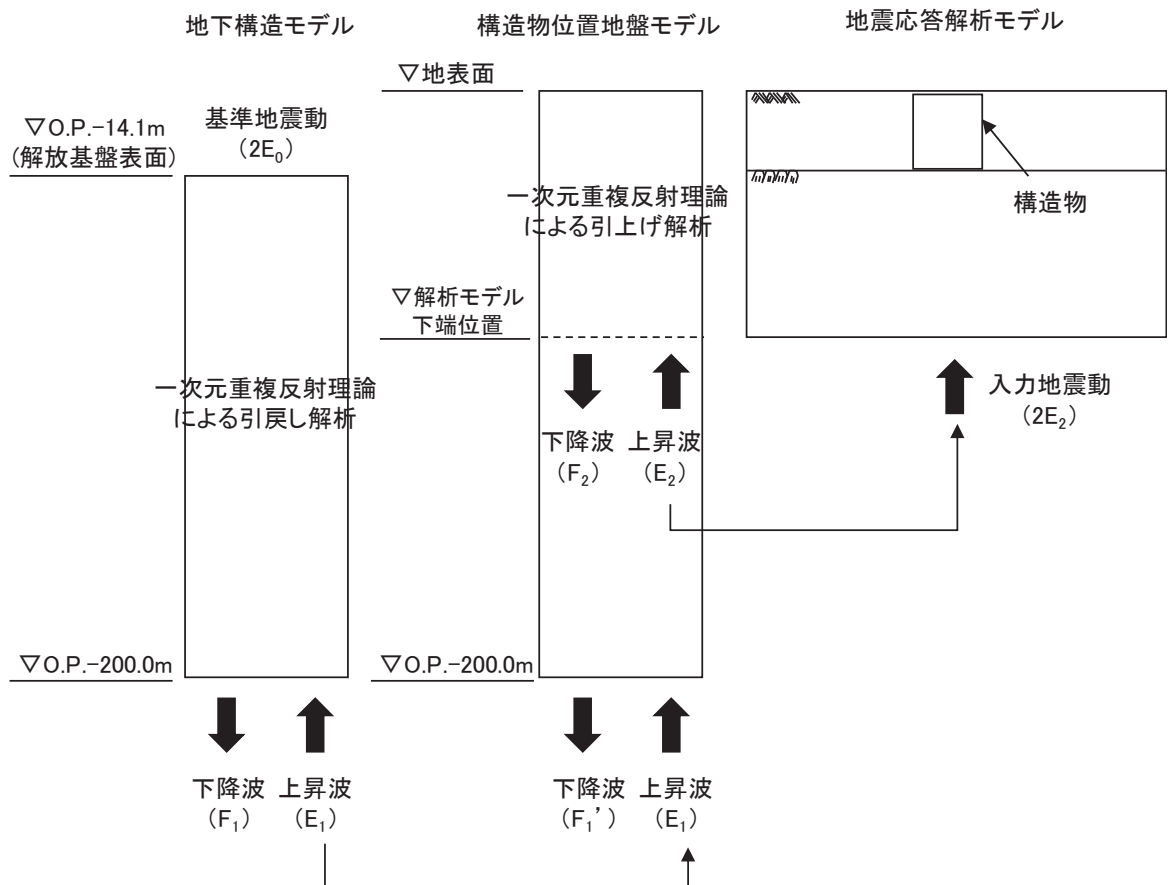 地下構造モデル
▽O.P.-14.1m
(解放基盤表面)
基準地震動
(2E₀)
一次元重複反射理論
による引戻し解析
▽O.P.-200.0m
下降波
(F₁)
上昇波
(E₁)
構造物位置地盤モデル
▽地表面
一次元重複反射理論
による引上げ解析
▽解析モデル
下端位置
下降波
(F₂)
上昇波
(E₂)
▽O.P.-200.0m
下降波
(F₁’)
上昇波
(E₁)
地震応答解析モデル
構造物
入力地震動
(2E₂)